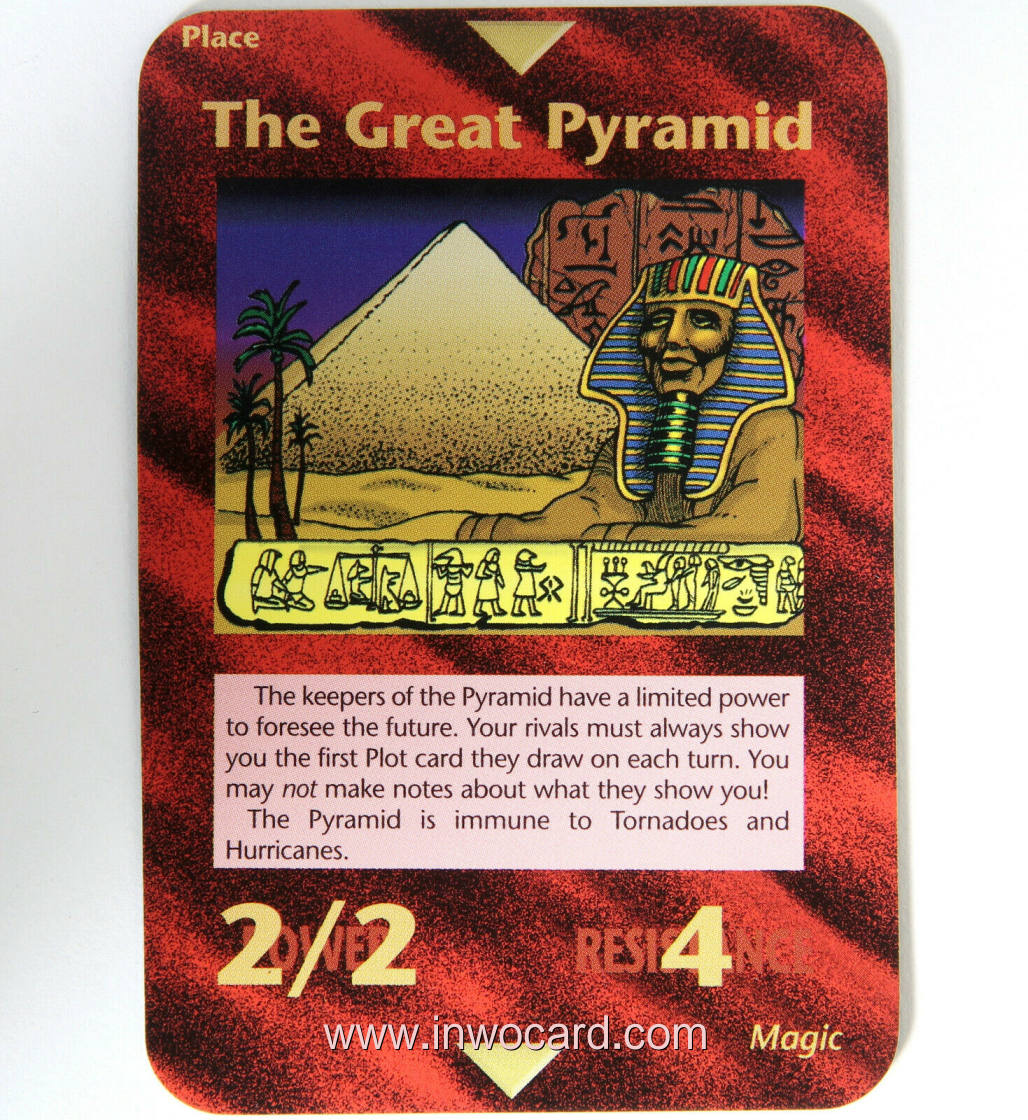 Place
The Great Pyramid
The keepers of the Pyramid have a limited power
to foresee the future. Your rivals must always show
you the first Plot card they draw on each turn. You
may not make notes about what they show you!
The Pyramid is immune to Tornadoes and
Hurricanes.
2/2 POWER
4 RESISTANCE
www.inwocard.com
Magic